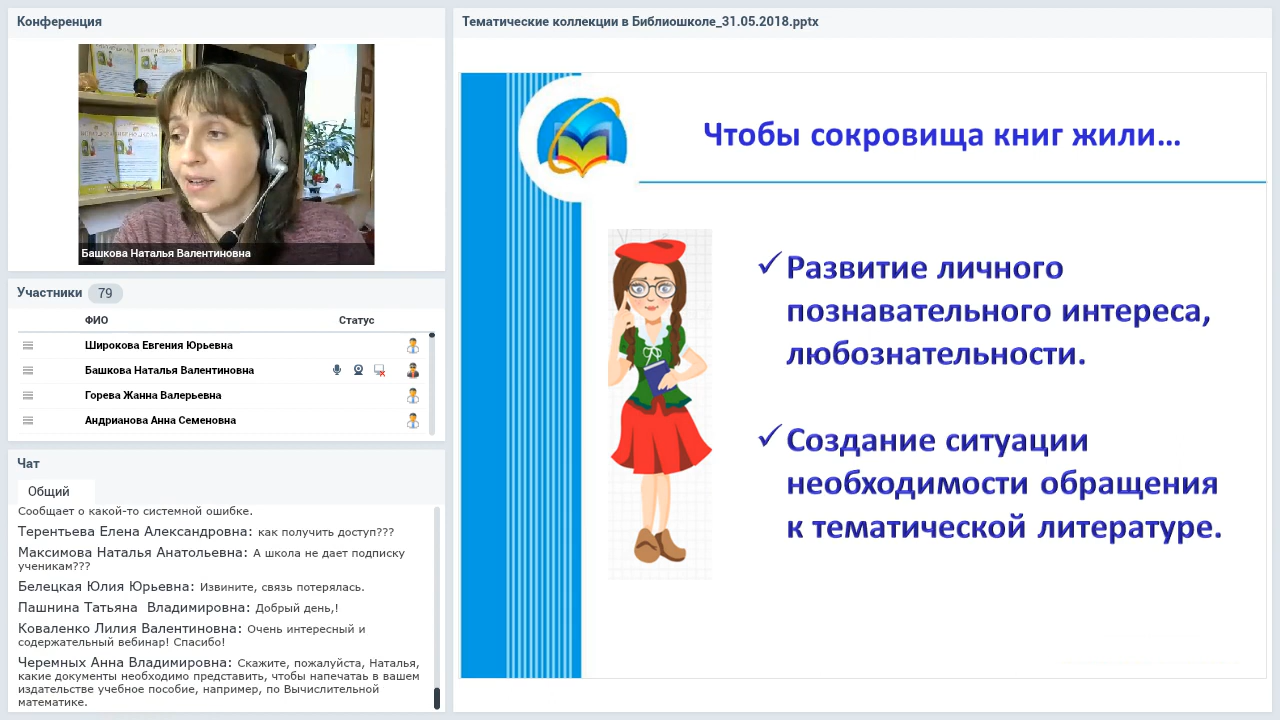 Конференция
Башкова Наталья Валентиновна
Участники 79
ФИО Статус
Широкова Евгения Юрьевна
Башкова Наталья Валентиновна
Горева Жанна Валерьевна
Андрианова Анна Семеновна
Чат
Общий
Сообщает о какой-то системной ошибке.
Терентьева Елена Александровна: как получить доступ???
Максимова Наталья Анатольевна: А школа не дает подписку
ученикам???
Белецкая Юлия Юрьевна: Извините, связь потерялась.
Пашнина Татьяна Владимировна: Добрый день,!
Коваленко Лилия Валентиновна: Очень интересный и
содержательный вебинар! Спасибо!
Черемных Анна Владимировна: Скажите, пожалуйста, Наталья,
какие документы необходимо представить, чтобы напечатаь в вашем
издательстве учебное пособие, например, по Вычислительной
математике.
Тематические коллекции в Библиошколе_31.05.2018.pptx
Чтобы сокровища книг жили...
✓Развитие личного
познавательного интереса,
любознательности.
✓Создание ситуации
необходимости обращения
к тематической литературе.